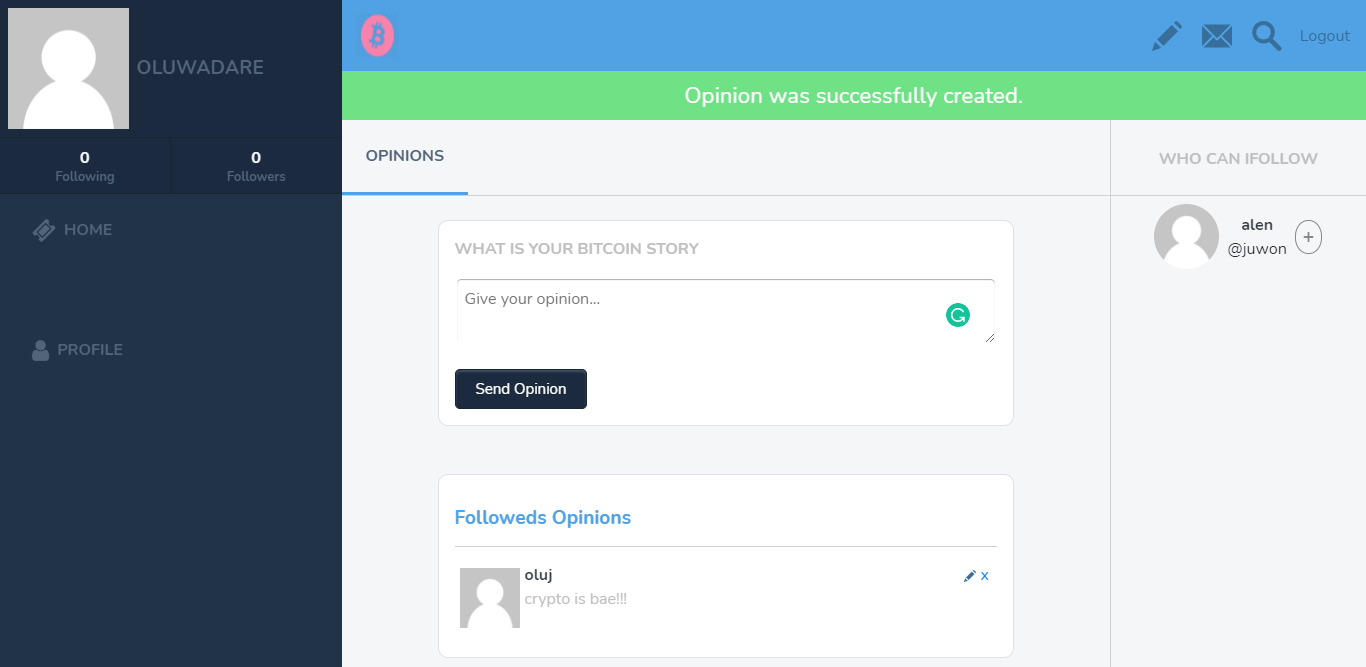 OLUWADARE
0
Following
0
Followers
HOME
PROFILE
Logout
Opinion was successfully created.
OPINIONS
WHAT IS YOUR BITCOIN STORY
Give your opinion...
Send Opinion
Followeds Opinions
oluj
x
crypto is bae!!!
WHO CAN IFOLLOW
alen
@juwon
+